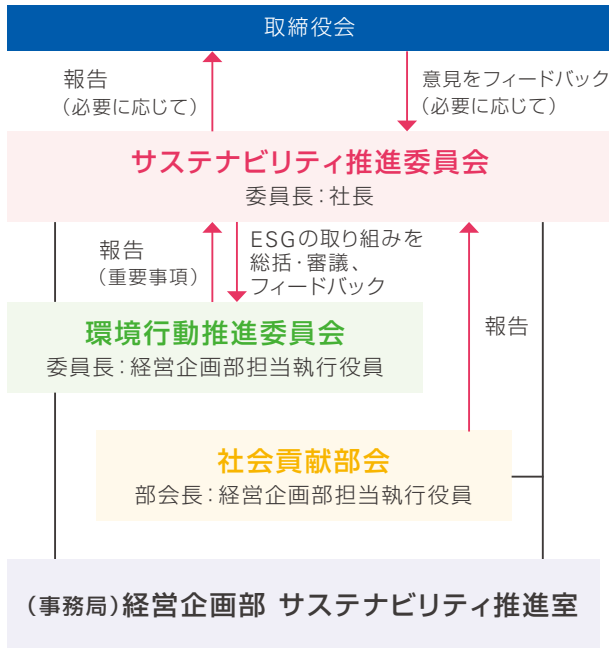 取締役会
報告
（必要に応じて）
意見をフィードバック
（必要に応じて）
サステナビリティ推進委員会
委員長：社長
報告
（重要事項）
ESGの取り組みを
総括・審議、
フィードバック
環境行動推進委員会
委員長：経営企画部担当執行役員
報告
社会貢献部会
部会長：経営企画部担当執行役員
（事務局）経営企画部 サステナビリティ推進室